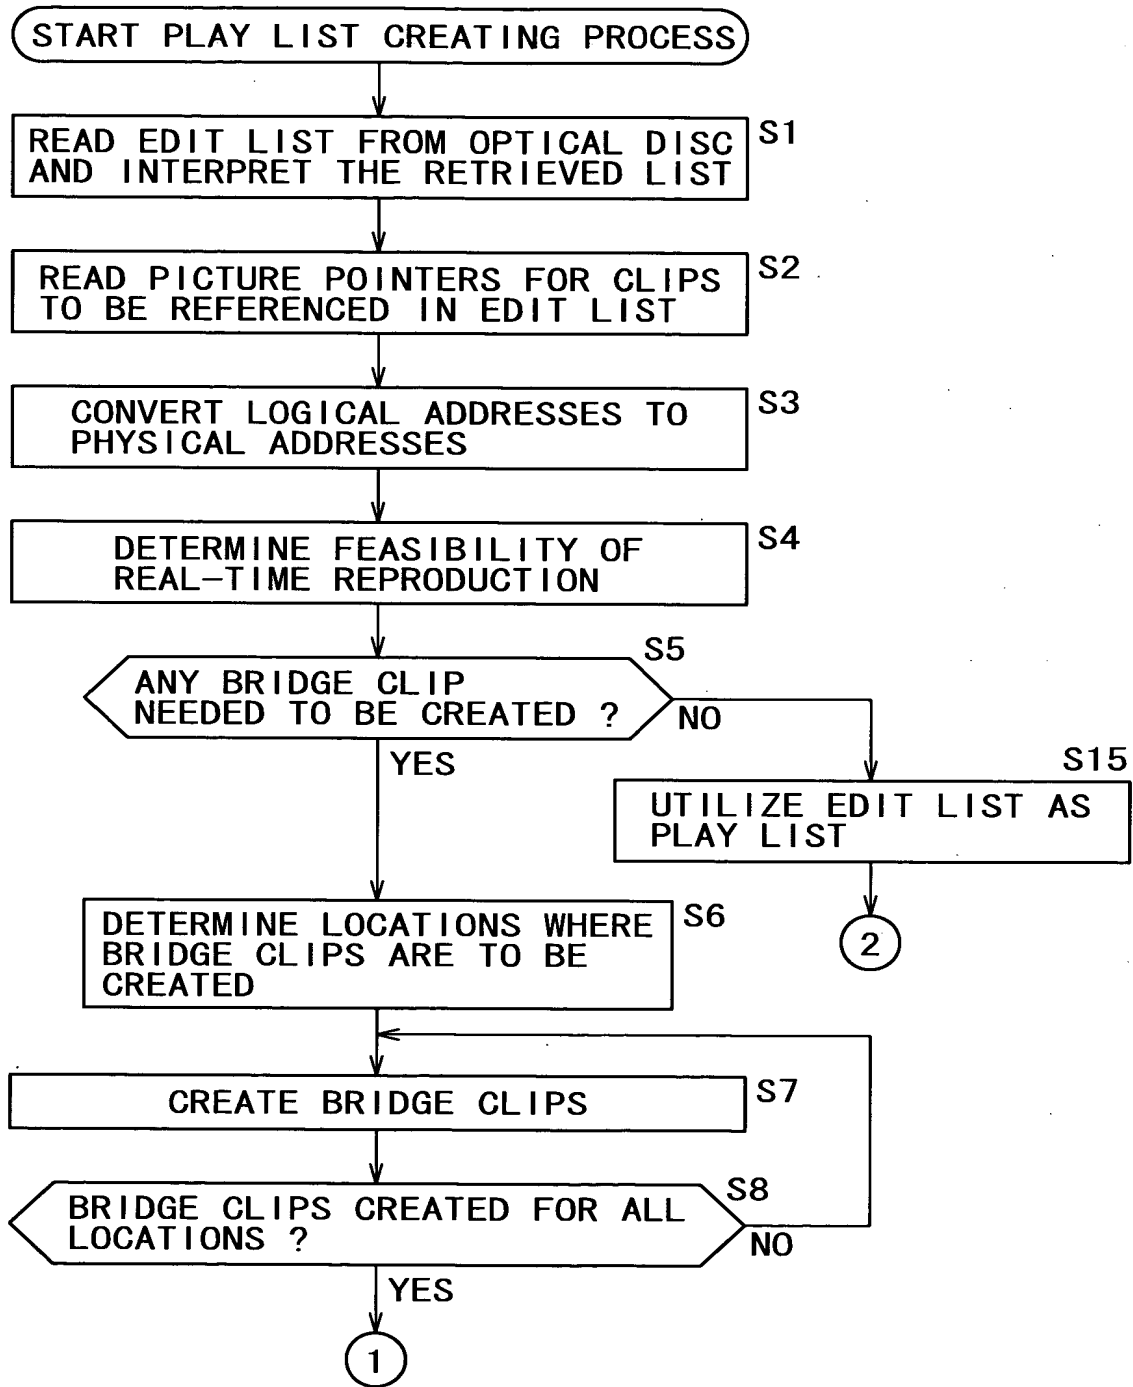 START PLAY LIST CREATING PROCESS
S1
READ EDIT LIST FROM OPTICAL DISC
AND INTERPRET THE RETRIEVED LIST
S2
READ PICTURE POINTERS FOR CLIPS
TO BE REFERENCED IN EDIT LIST
S3
CONVERT LOGICAL ADDRESSES TO
PHYSICAL ADDRESSES
S4
DETERMINE FEASIBILITY OF
REAL-TIME REPRODUCTION
S5
ANY BRIDGE CLIP
NEEDED TO BE CREATED ?
NO
YES
S15
UTILIZE EDIT LIST AS
PLAY LIST
2
S6
DETERMINE LOCATIONS WHERE
BRIDGE CLIPS ARE TO BE
CREATED
S7
CREATE BRIDGE CLIPS
S8
BRIDGE CLIPS CREATED FOR ALL
LOCATIONS ?
NO
YES
1